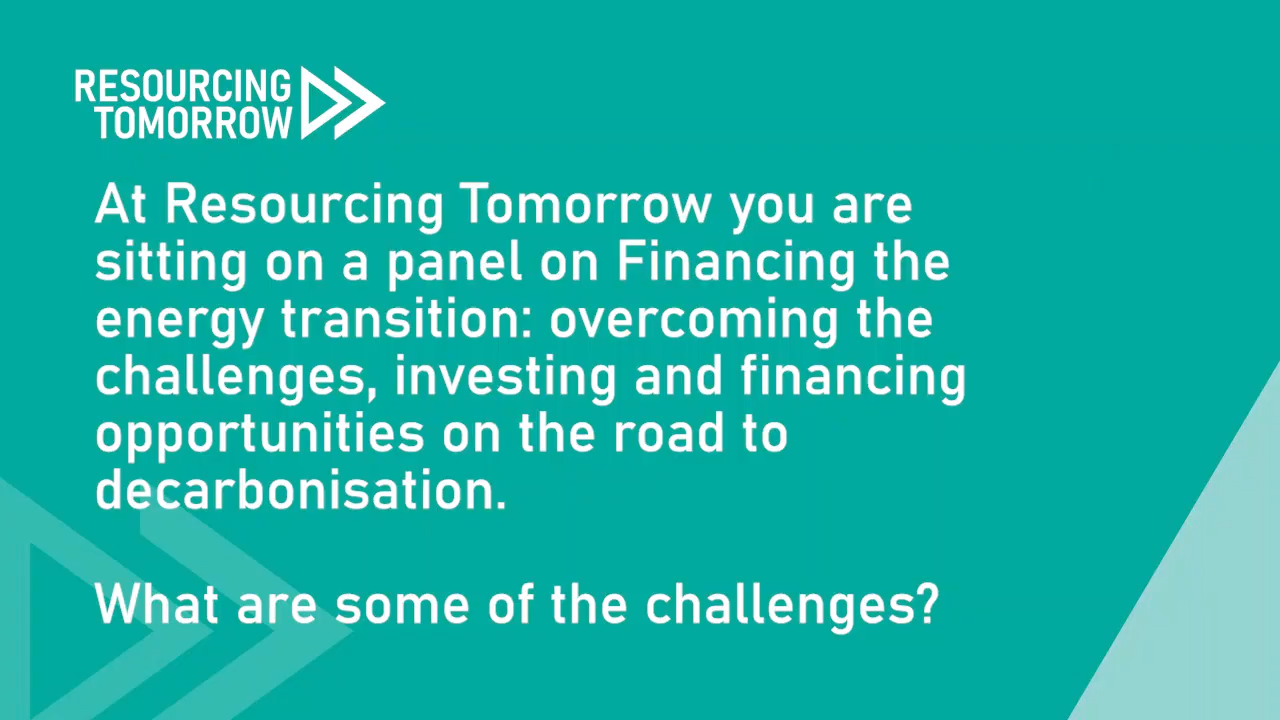 RESOURCING
TOMORROW
At Resourcing Tomorrow you are
sitting on a panel on Financing the
energy transition: overcoming the
challenges, investing and financing
opportunities on the road to
decarbonisation.
What are some of the challenges?